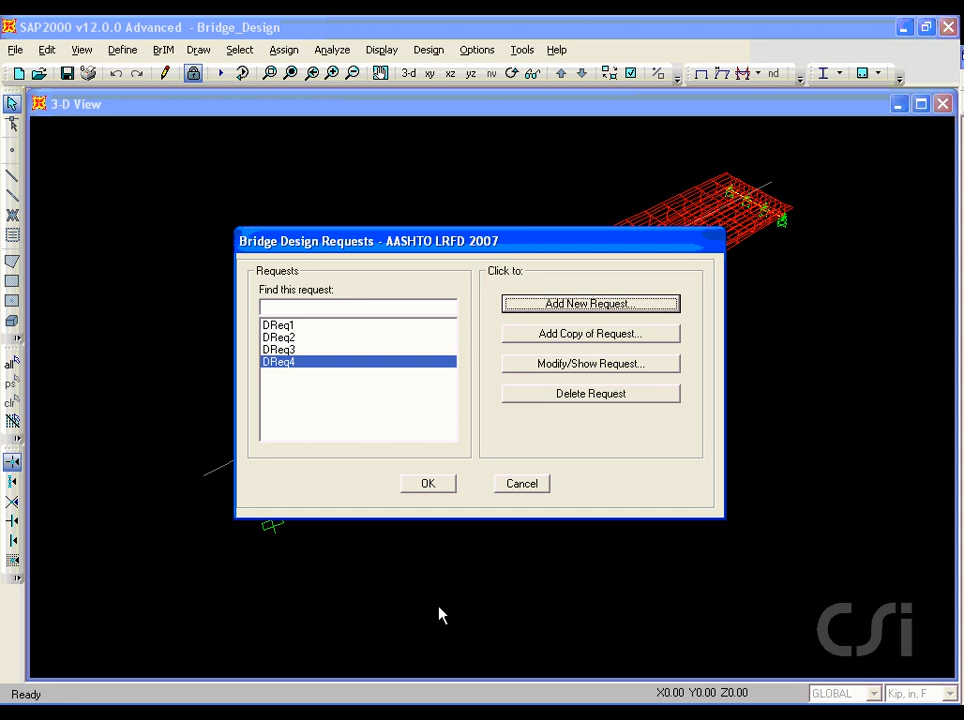 SAP2000 v12.0.0 Advanced - Bridge_Design
File Edit View Define BrIM Draw Select Assign Analyze Display Design Options Tools Help
3-d xy xz yz nv nd
3-D View
Bridge Design Requests - AASHTO LRFD 2007
Requests
Find this request:
DReq1
DReq2
DReq3
DReq4
Click to:
Add New Request...
Add Copy of Request...
Modify/Show Request...
Delete Request
OK
Cancel
all
ps
clr
CSi
Ready
X0.00 Y0.00 Z0.00
GLOBAL
Kip, in, F